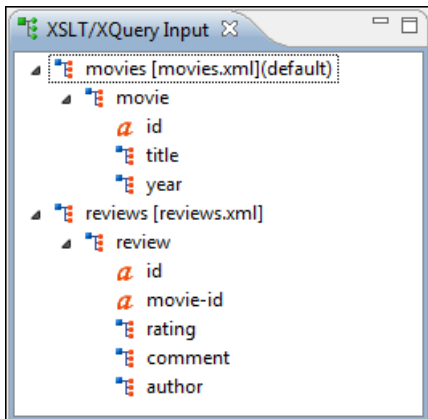 XSLT/XQuery Input
movies [movies.xml](default)
movie
a id
title
year
reviews [reviews.xml]
review
a id
a movie-id
rating
comment
author